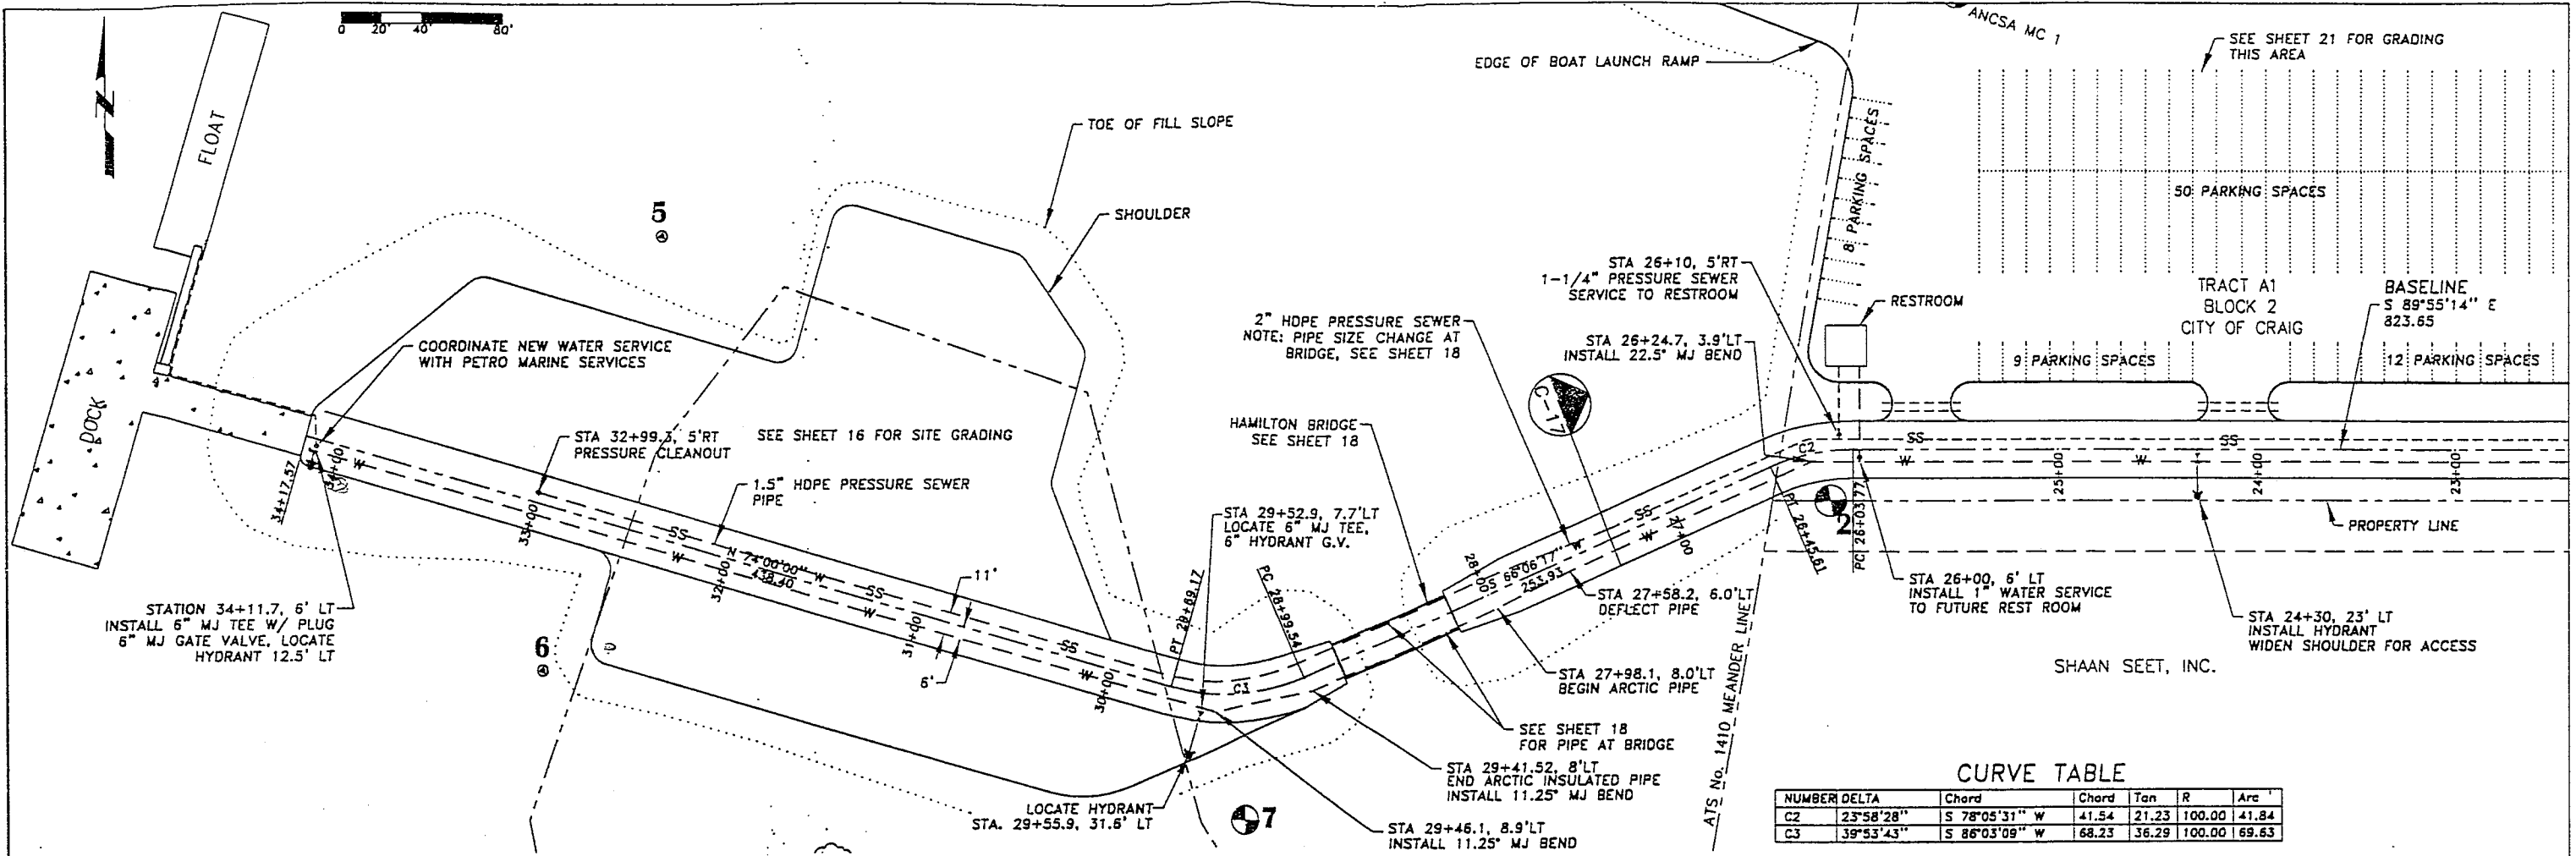 0 20' 40' 80'
N
FLOAT
DOCK
5
COORDINATE NEW WATER SERVICE
WITH PETRO MARINE SERVICES
TOE OF FILL SLOPE
SHOULDER
EDGE OF BOAT LAUNCH RAMP
ANCSA MC 1
SEE SHEET 21 FOR GRADING
THIS AREA
8 PARKING SPACES
50 PARKING SPACES
TRACT A1
BLOCK 2
CITY OF CRAIG
BASELINE
S 89°55'14" E
823.65
9 PARKING SPACES
12 PARKING SPACES
RESTROOM
STA 26+10, 5'RT
1-1/4" PRESSURE SEWER
SERVICE TO RESTROOM
STA 26+24.7, 3.9'LT
INSTALL 22.5° MJ BEND
2" HDPE PRESSURE SEWER
NOTE: PIPE SIZE CHANGE AT
BRIDGE, SEE SHEET 18
C-17
HAMILTON BRIDGE
SEE SHEET 18
STA 32+99.3, 5'RT
PRESSURE CLEANOUT
SEE SHEET 16 FOR SITE GRADING
1.5" HDPE PRESSURE SEWER
PIPE
STA 29+52.9, 7.7'LT
LOCATE 6" MJ TEE,
6" HYDRANT G.V.
34+17.57
34+00
33+00
32+00
31+00
30+00
N 74°00'00" W
438.40
SS
SS
SS
W
W
W
W
11'
6'
PT 29+69.17
PC 28+99.54
C3
28+00
S 66°06'17" W
253.93
SS
W
27+00
C2
PT 26+45.61
PC 26+03.77
SS
SS
W
W
25+00
24+00
23+00
2
PROPERTY LINE
STATION 34+11.7, 6' LT
INSTALL 6" MJ TEE W/ PLUG
6" MJ GATE VALVE, LOCATE
HYDRANT 12.5' LT
6
STA 27+58.2, 6.0'LT
DEFLECT PIPE
STA 27+98.1, 8.0'LT
BEGIN ARCTIC PIPE
SEE SHEET 18
FOR PIPE AT BRIDGE
STA 29+41.52, 8'LT
END ARCTIC INSULATED PIPE
INSTALL 11.25° MJ BEND
STA 29+46.1, 8.9'LT
INSTALL 11.25° MJ BEND
LOCATE HYDRANT
STA. 29+55.9, 31.6' LT
7
ATS No. 1410 MEANDER LINE
STA 26+00, 6' LT
INSTALL 1" WATER SERVICE
TO FUTURE REST ROOM
STA 24+30, 23' LT
INSTALL HYDRANT
WIDEN SHOULDER FOR ACCESS
SHAAN SEET, INC.
CURVE TABLE
NUMBER DELTA Chord Chord Tan R Arc
C2 23°58'28" S 78°05'31" W 41.54 21.23 100.00 41.84
C3 39°53'43" S 86°03'09" W 68.23 36.29 100.00 69.63